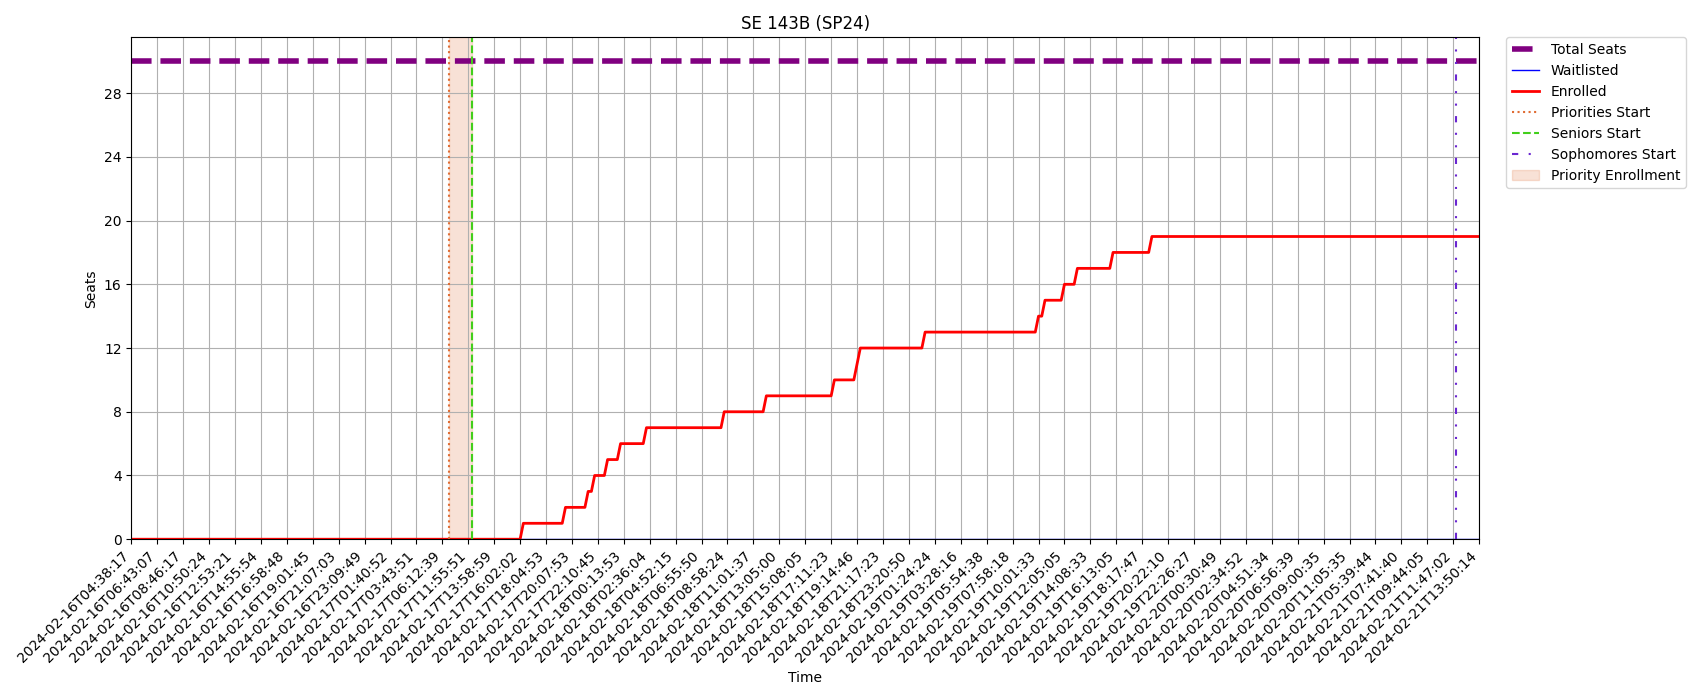 SE 143B (SP24)
Total Seats
Waitlisted
Enrolled
Priorities Start
Seniors Start
Sophomores Start
Priority Enrollment
Seats
28
24
20
16
12
8
4
0
2024-02-16T04:38:17
2024-02-16T06:43:07
2024-02-16T08:46:17
2024-02-16T10:50:24
2024-02-16T12:53:21
2024-02-16T14:55:54
2024-02-16T16:58:48
2024-02-16T19:01:45
2024-02-16T21:07:03
2024-02-16T23:09:49
2024-02-17T01:40:52
2024-02-17T03:43:51
2024-02-17T06:12:39
2024-02-17T11:55:51
2024-02-17T13:58:59
2024-02-17T16:02:02
2024-02-17T18:04:53
2024-02-17T20:07:53
2024-02-17T22:10:45
2024-02-18T00:13:53
2024-02-18T02:36:04
2024-02-18T04:52:15
2024-02-18T06:55:50
2024-02-18T08:58:24
2024-02-18T11:01:37
2024-02-18T13:05:00
2024-02-18T15:08:05
2024-02-18T17:11:23
2024-02-18T19:14:46
2024-02-18T21:17:23
2024-02-18T23:20:50
2024-02-19T01:24:24
2024-02-19T03:28:16
2024-02-19T05:54:38
2024-02-19T07:58:18
2024-02-19T10:01:33
2024-02-19T12:05:05
2024-02-19T14:08:33
2024-02-19T16:13:05
2024-02-19T18:17:47
2024-02-19T20:22:10
2024-02-19T22:26:27
2024-02-20T00:30:49
2024-02-20T02:34:52
2024-02-20T04:51:34
2024-02-20T06:56:39
2024-02-20T09:00:35
2024-02-20T11:05:35
2024-02-21T05:39:44
2024-02-21T07:41:40
2024-02-21T09:44:05
2024-02-21T11:47:02
2024-02-21T13:50:14
Time